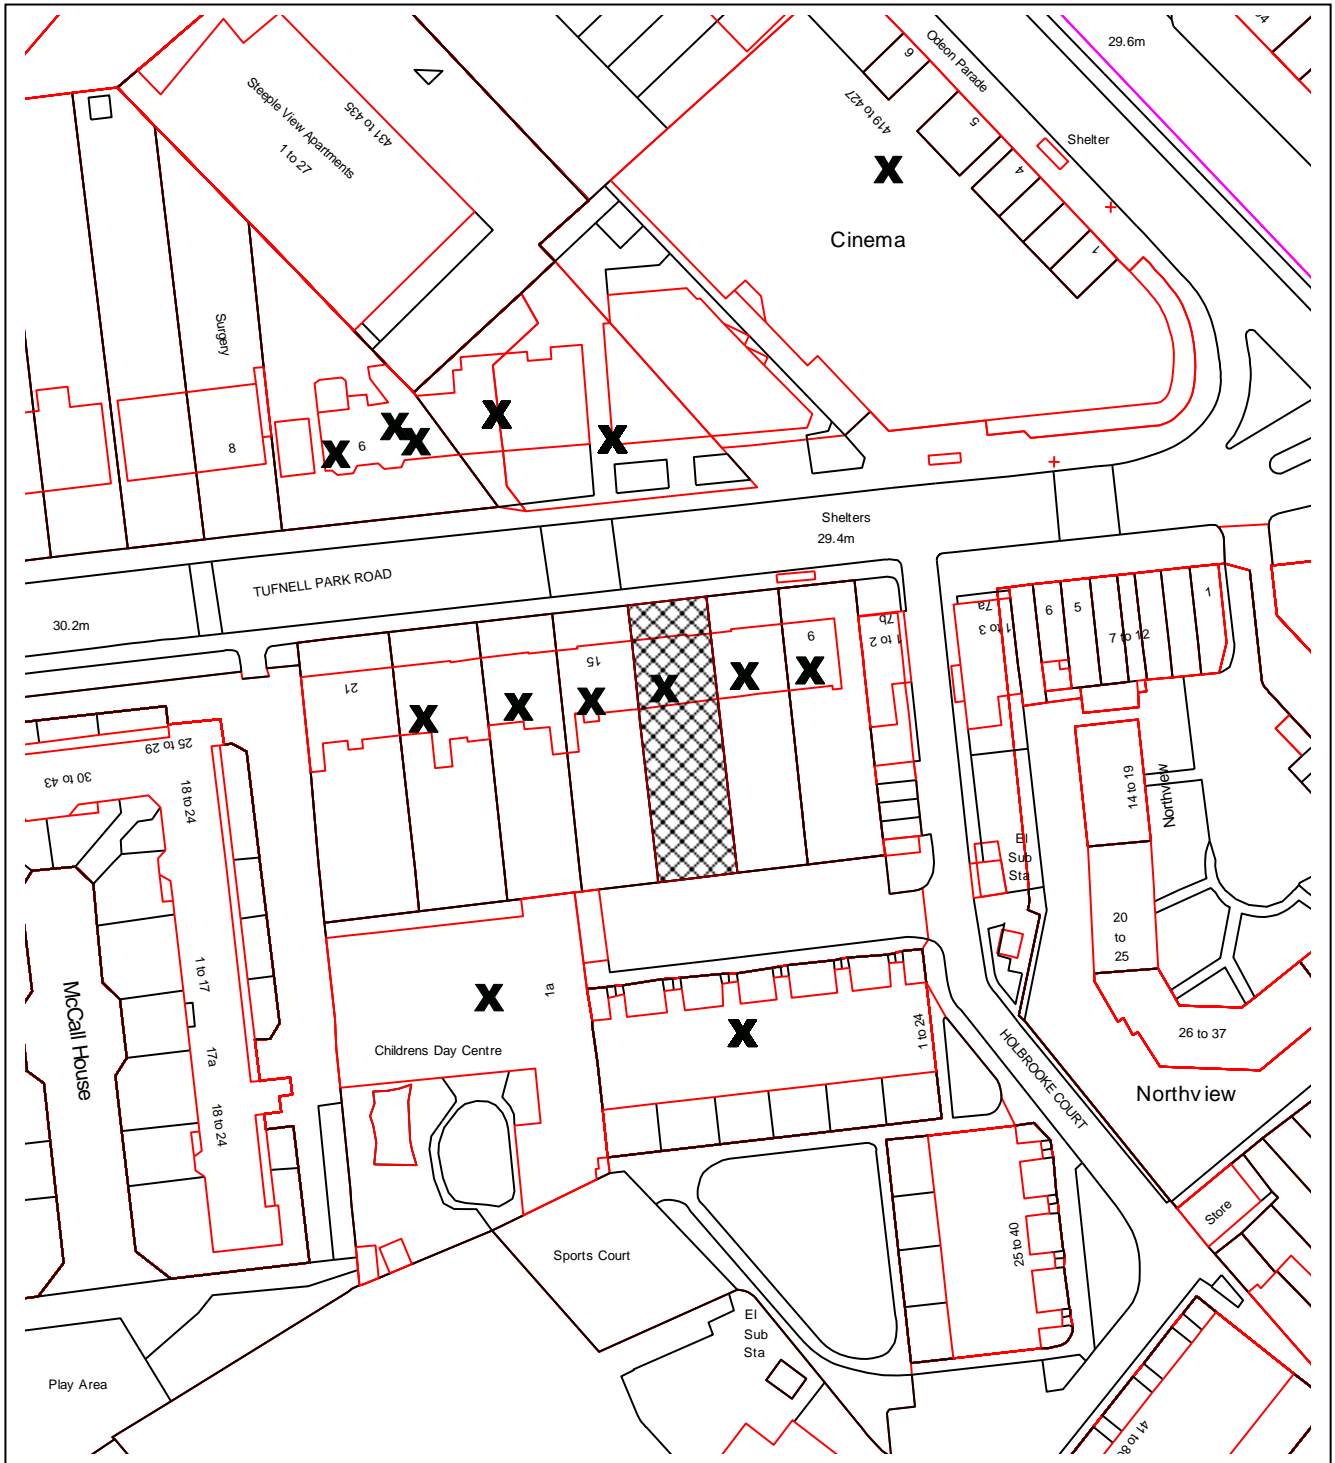 29.6m
Odeon Parade
6
419 to 427
5
Shelter
4
1
X
Cinema
431 to 435
Steeple View Apartments
1 to 27
Surgery
8
X
X
X
9
X
X
Shelters
29.4m
TUFNELL PARK ROAD
30.2m
21
15
9
X
X
X
X
X
X
7b
1 to 2
7a
1 to 3
6
5
7 to 12
1
25 to 29
30 to 43
18 to 24
14 to 19
Northview
El
Sub
Sta
20
to
25
26 to 37
Northview
McCall House
1 to 17
17a
18 to 24
X
1a
Childrens Day Centre
X
1 to 24
HOLBROOKE COURT
25 to 40
Store
Sports Court
El
Sub
Sta
Play Area